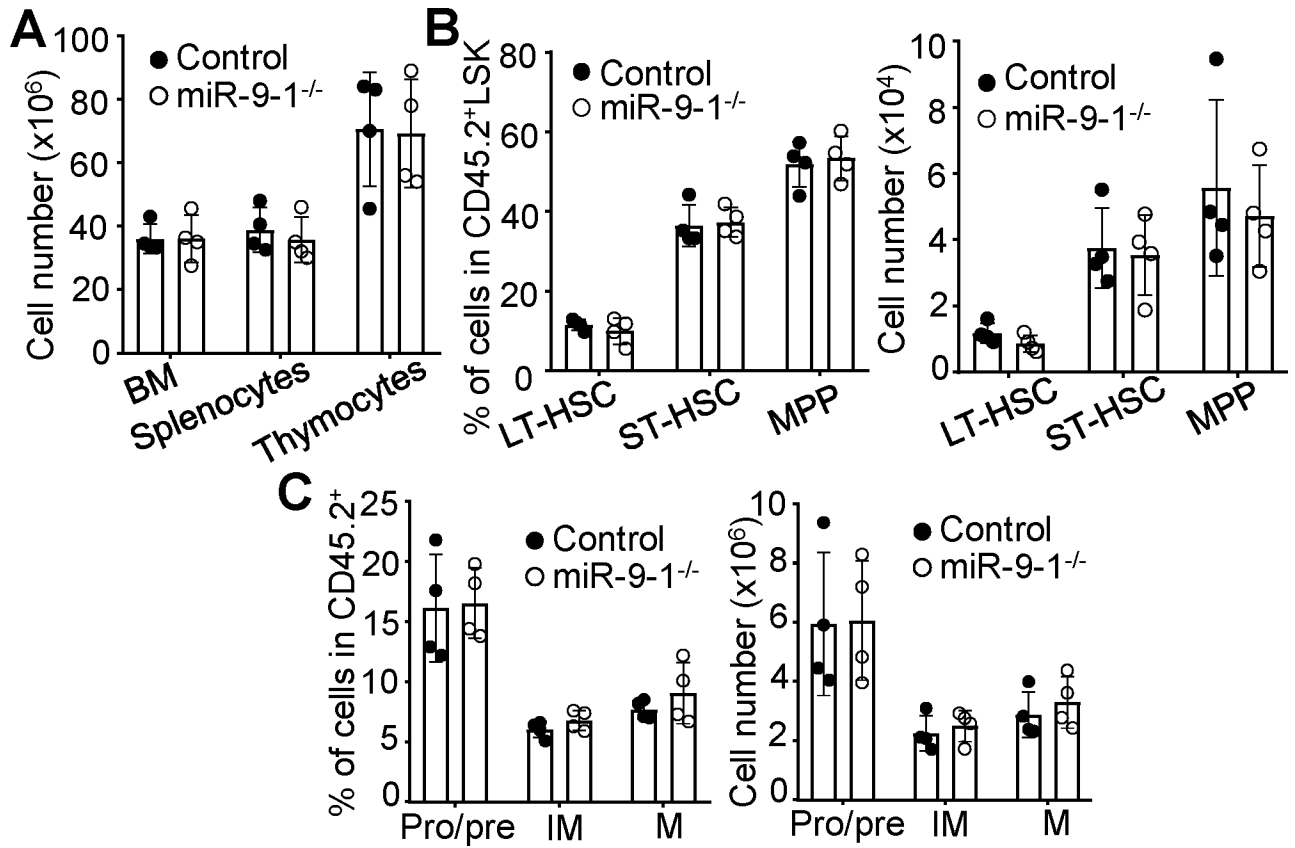 A
Cell number (x10⁶)
100
80
60
40
20
0
Control
miR-9-1⁻/⁻
BM
Splenocytes
Thymocytes
B
% of cells in CD45.2⁺LSK
80
60
40
20
0
Control
miR-9-1⁻/⁻
LT-HSC
ST-HSC
MPP
Cell number (x10⁴)
10
8
6
4
2
0
Control
miR-9-1⁻/⁻
LT-HSC
ST-HSC
MPP
C
% of cells in CD45.2⁺
25
20
15
10
5
0
Control
miR-9-1⁻/⁻
Pro/pre
IM
M
Cell number (x10⁶)
10
8
6
4
2
0
Control
miR-9-1⁻/⁻
Pro/pre
IM
M